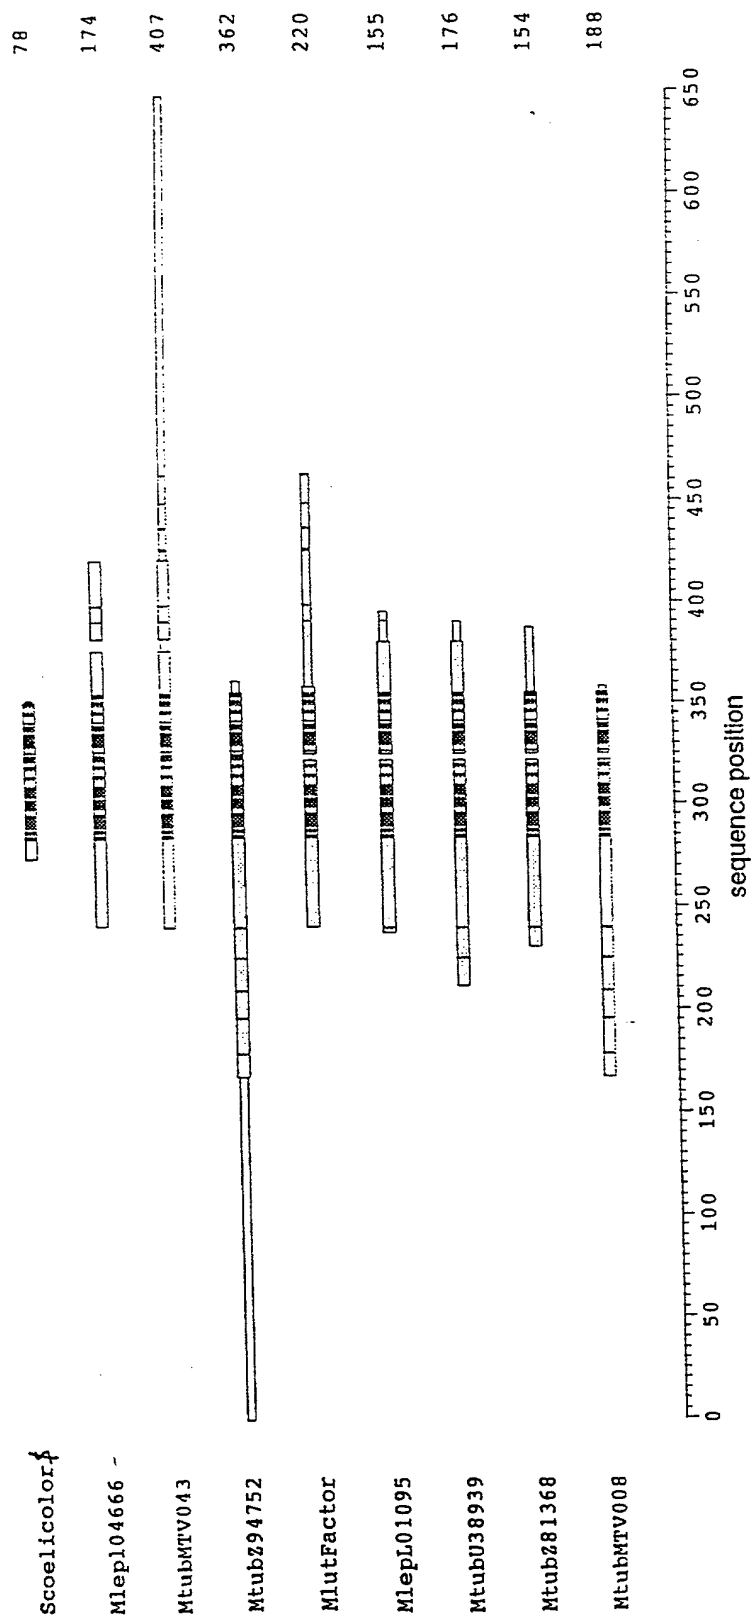 Scoelicolor$ 78
Mlepl04666 174
MtubMTV043 407
MtubZ94752 362
MlutFactor 220
MlepL01095 155
MtubU38939 176
MtubZ81368 154
MtubMTV008 188
0 50 100 150 200 250 300 350 400 450 500 550 600 650
sequence position